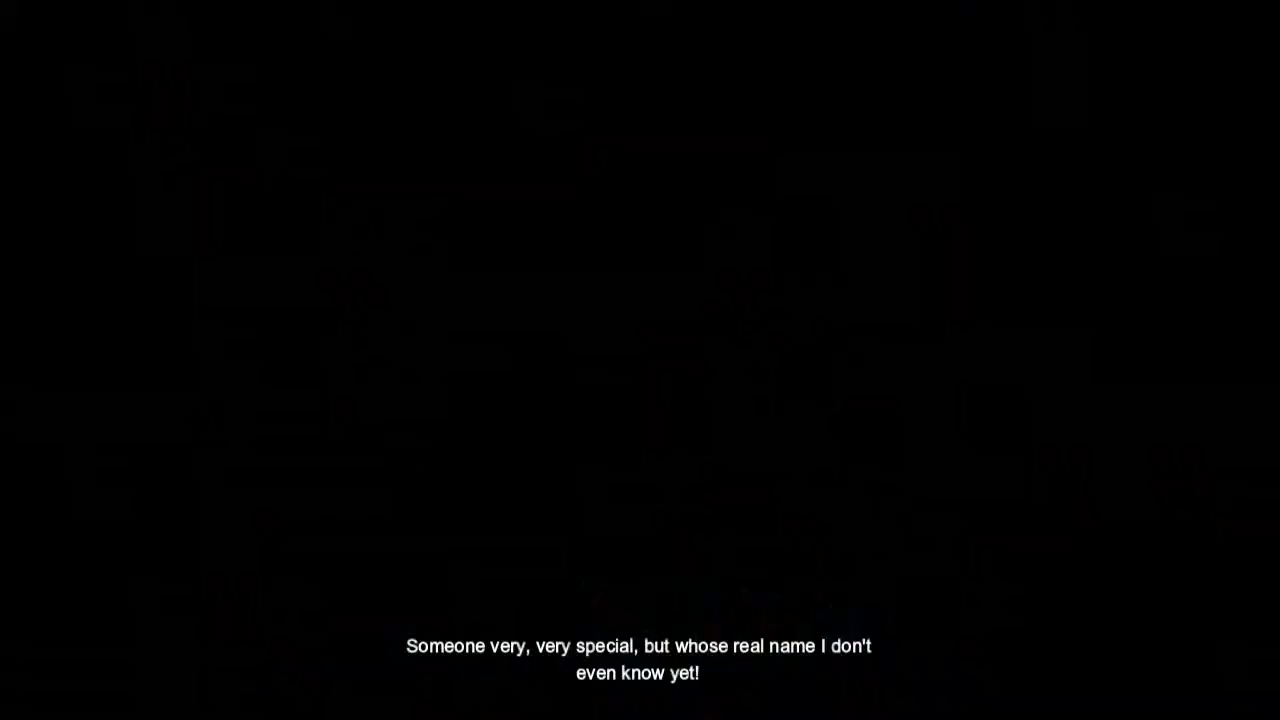 Someone very, very special, but whose real name I don't
even know yet!